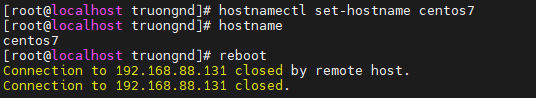 [root@localhost truongnd]# hostnamectl set-hostname centos7
[root@localhost truongnd]# hostname
centos7
[root@localhost truongnd]# reboot
Connection to 192.168.88.131 closed by remote host.
Connection to 192.168.88.131 closed.